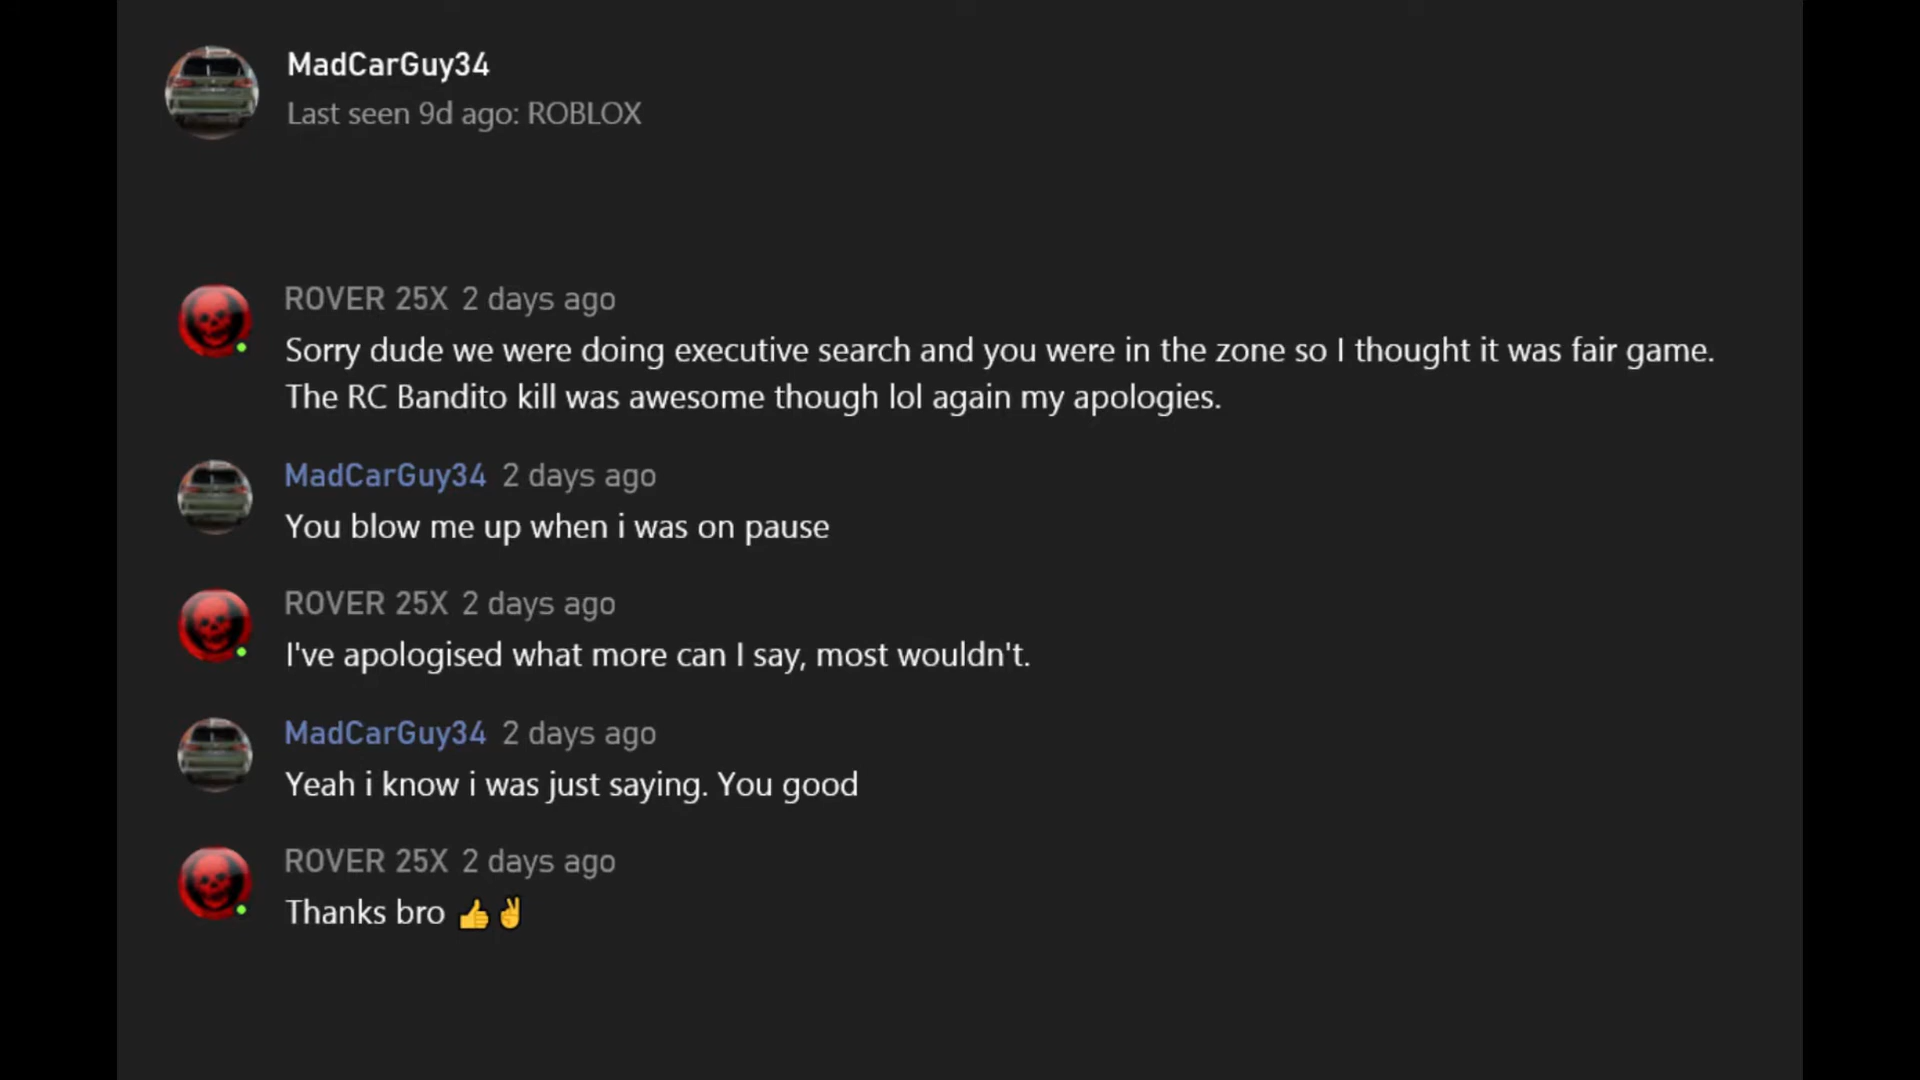 MadCarGuy34
Last seen 9d ago: ROBLOX
ROVER 25X 2 days ago
Sorry dude we were doing executive search and you were in the zone so I thought it was fair game.
The RC Bandito kill was awesome though lol again my apologies.
MadCarGuy34 2 days ago
You blow me up when i was on pause
ROVER 25X 2 days ago
I've apologised what more can I say, most wouldn't.
MadCarGuy34 2 days ago
Yeah i know i was just saying. You good
ROVER 25X 2 days ago
Thanks bro 👍✌